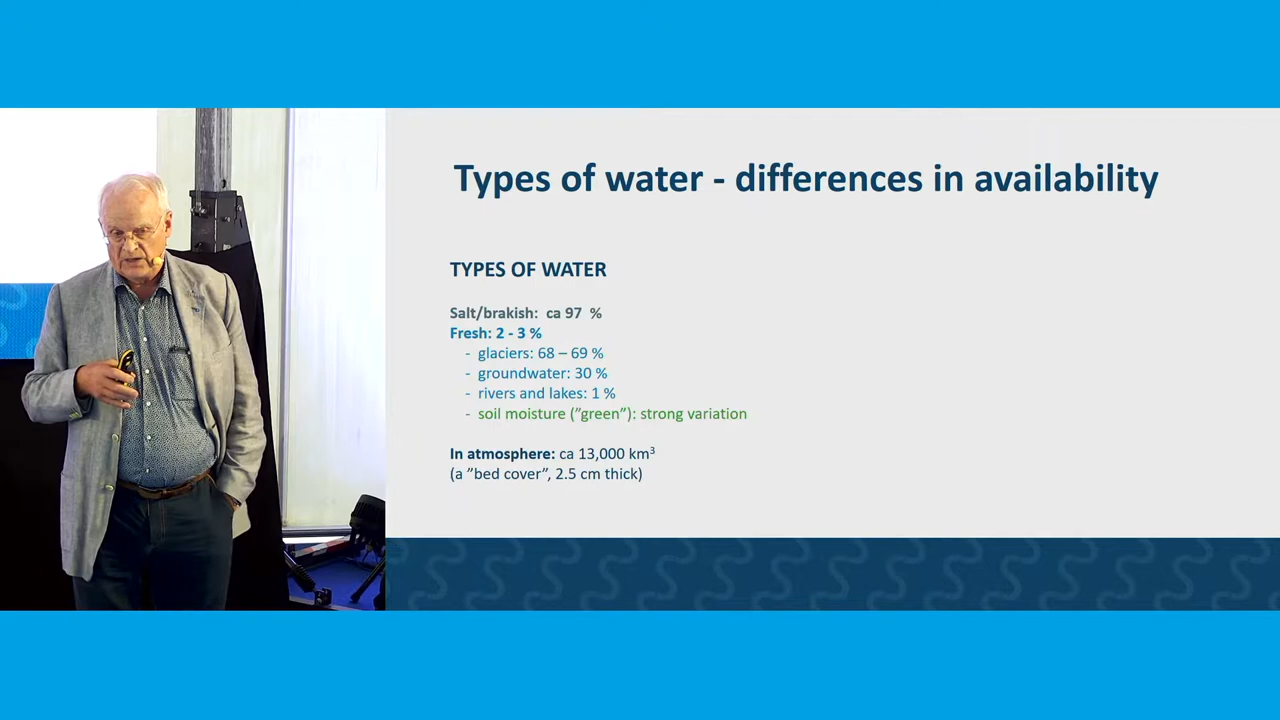 Types of water - differences in availability
TYPES OF WATER
Salt/brakish: ca 97 %
Fresh: 2 - 3 %
- glaciers: 68 – 69 %
- groundwater: 30 %
- rivers and lakes: 1 %
- soil moisture (”green”): strong variation
In atmosphere: ca 13,000 km³
(a ”bed cover”, 2.5 cm thick)